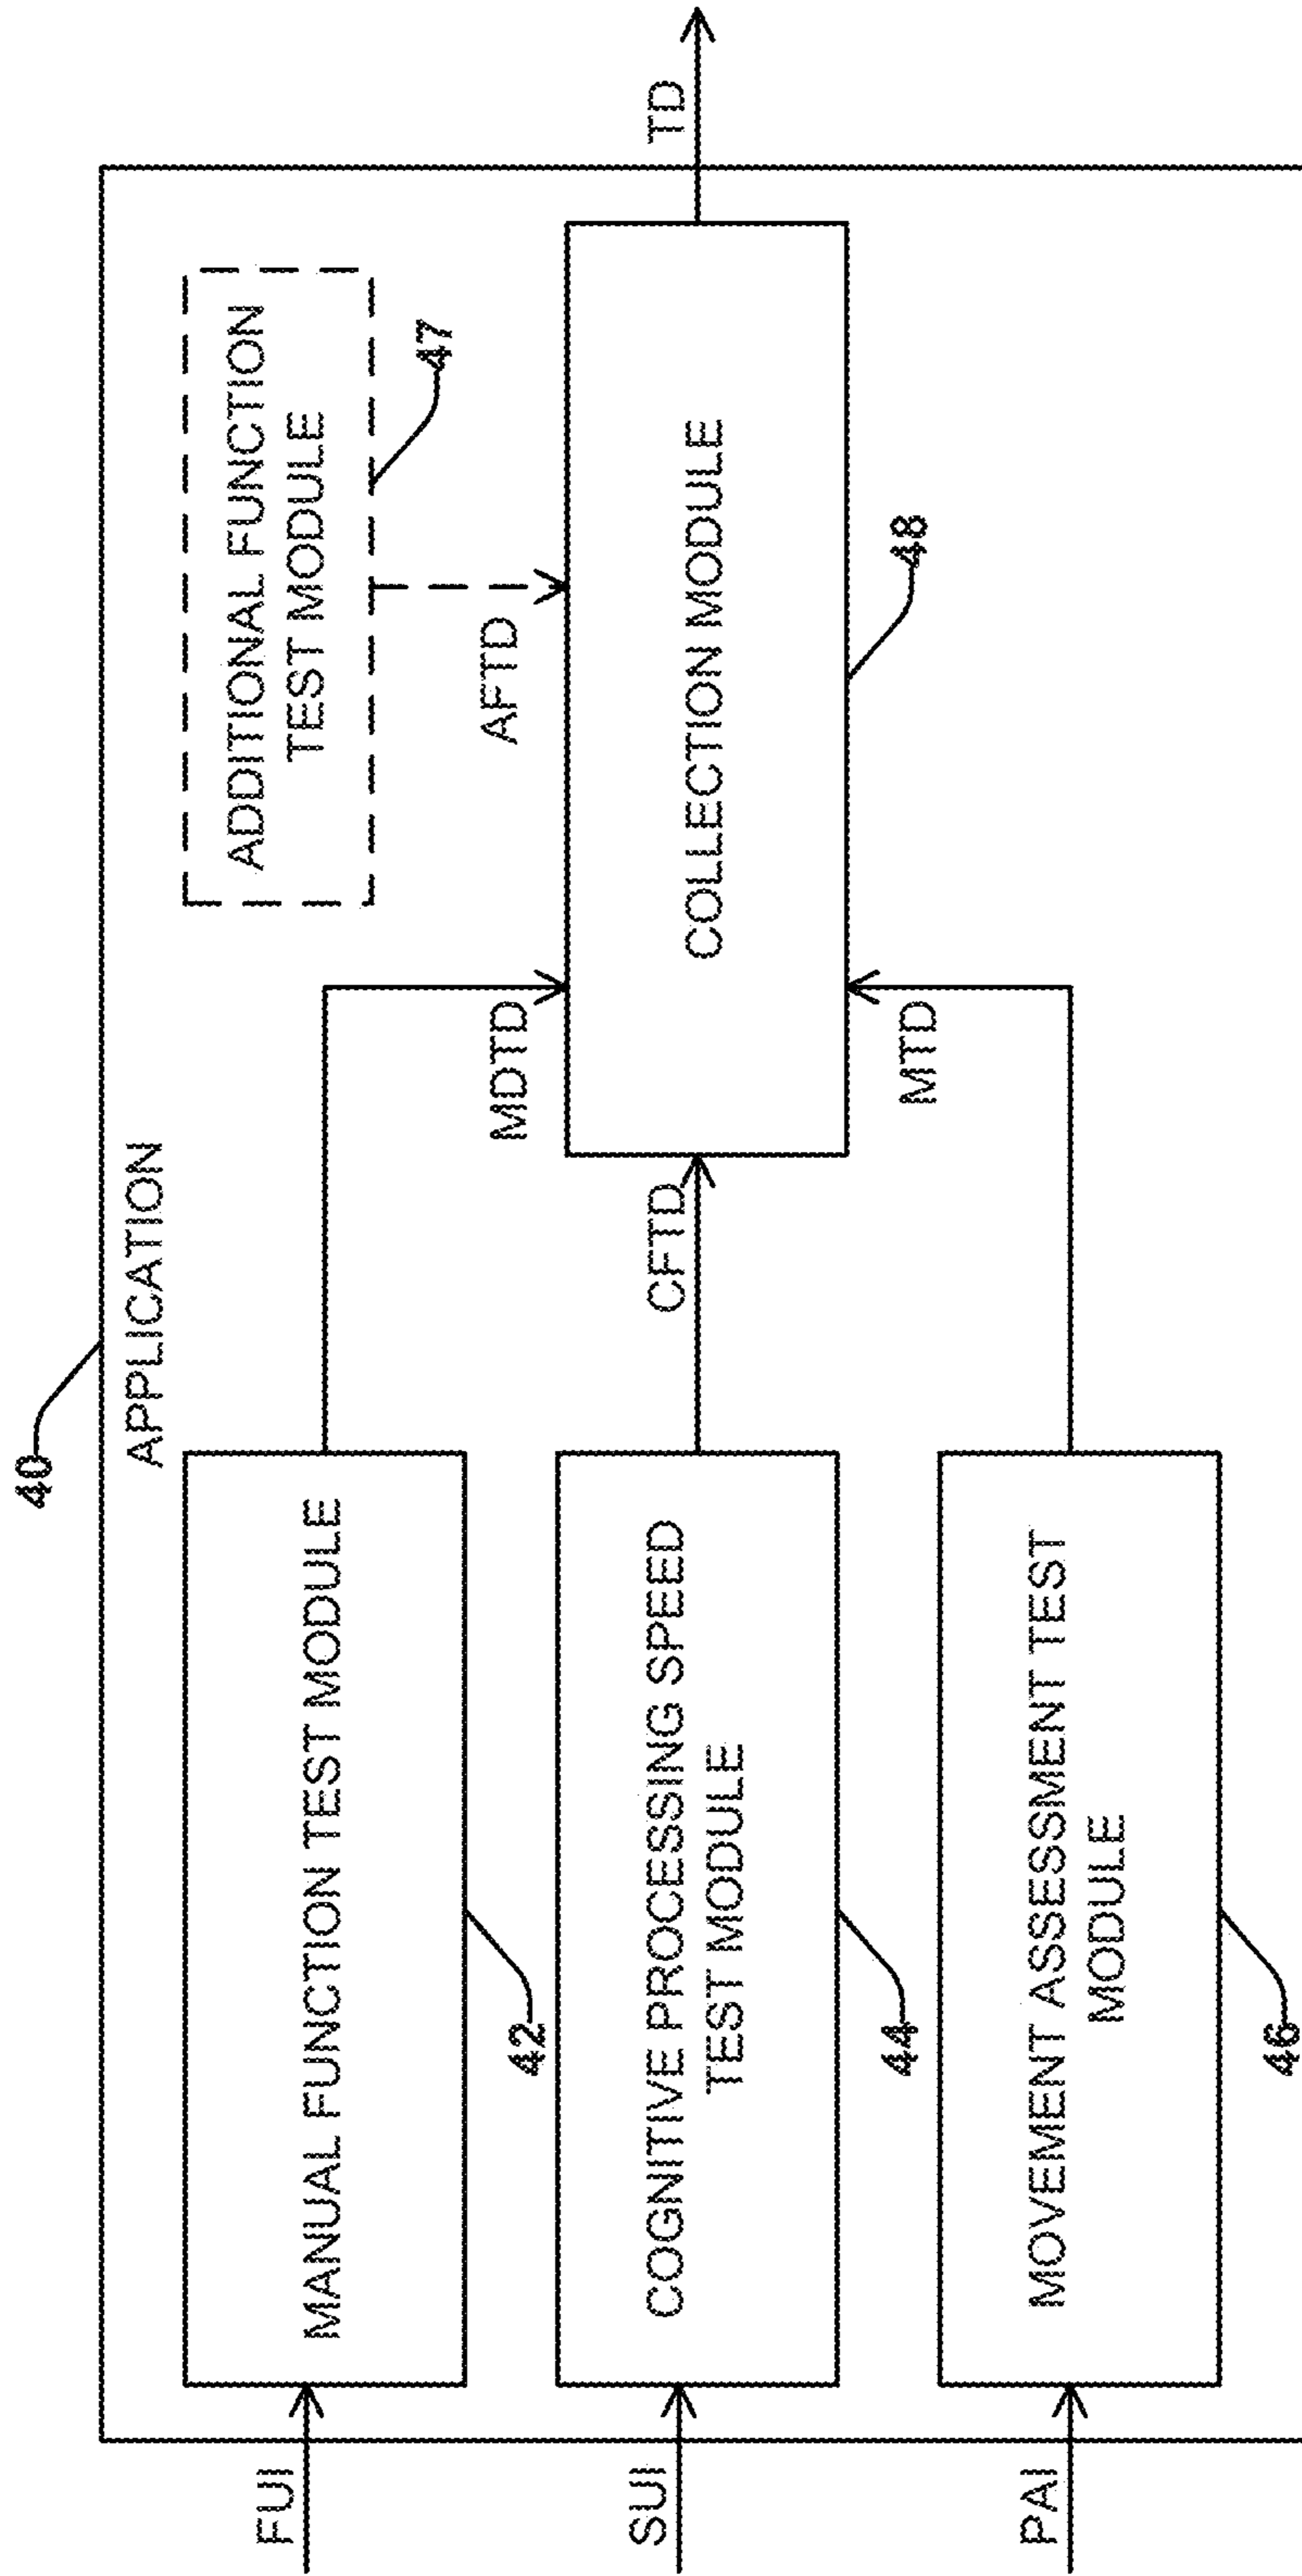 40
APPLICATION
FUI
MANUAL FUNCTION TEST MODULE
42
MDTD
ADDITIONAL FUNCTION
TEST MODULE
47
AFTD
SUI
COGNITIVE PROCESSING SPEED
TEST MODULE
44
CFTD
COLLECTION MODULE
48
TD
PAI
MOVEMENT ASSESSMENT TEST
MODULE
46
MTD